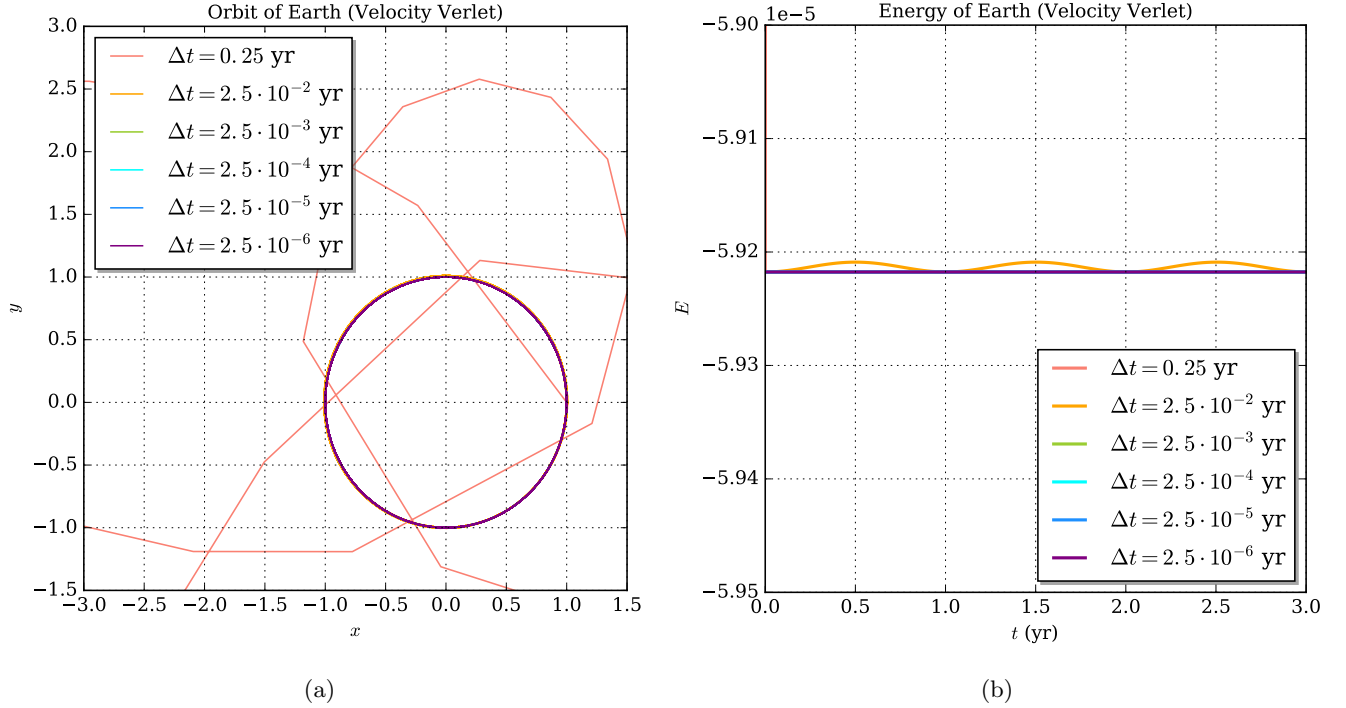 Orbit of Earth (Velocity Verlet)
3.0
2.5
2.0
1.5
1.0
0.5
0.0
−0.5
−1.0
−1.5
y
−3.0 −2.5 −2.0 −1.5 −1.0 −0.5 0.0 0.5 1.0 1.5
x
Δt = 0.25 yr
Δt = 2.5 · 10⁻² yr
Δt = 2.5 · 10⁻³ yr
Δt = 2.5 · 10⁻⁴ yr
Δt = 2.5 · 10⁻⁵ yr
Δt = 2.5 · 10⁻⁶ yr
(a)
Energy of Earth (Velocity Verlet)
1e−5
−5.90
−5.91
−5.92
−5.93
−5.94
−5.95
E
0.0 0.5 1.0 1.5 2.0 2.5 3.0
t (yr)
Δt = 0.25 yr
Δt = 2.5 · 10⁻² yr
Δt = 2.5 · 10⁻³ yr
Δt = 2.5 · 10⁻⁴ yr
Δt = 2.5 · 10⁻⁵ yr
Δt = 2.5 · 10⁻⁶ yr
(b)